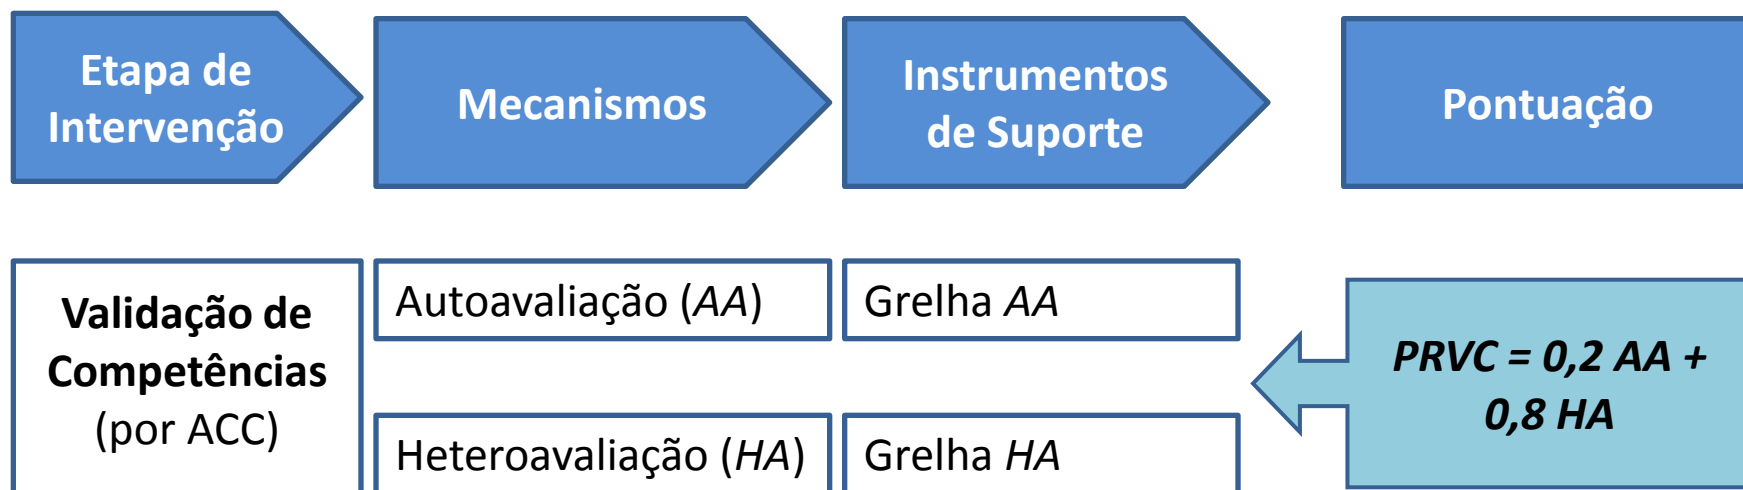 Etapa de
Intervenção
Mecanismos
Instrumentos
de Suporte
Pontuação
Validação de
Competências
(por ACC)
Autoavaliação (AA)
Grelha AA
Heteroavaliação (HA)
Grelha HA
PRVC = 0,2 AA +
0,8 HA